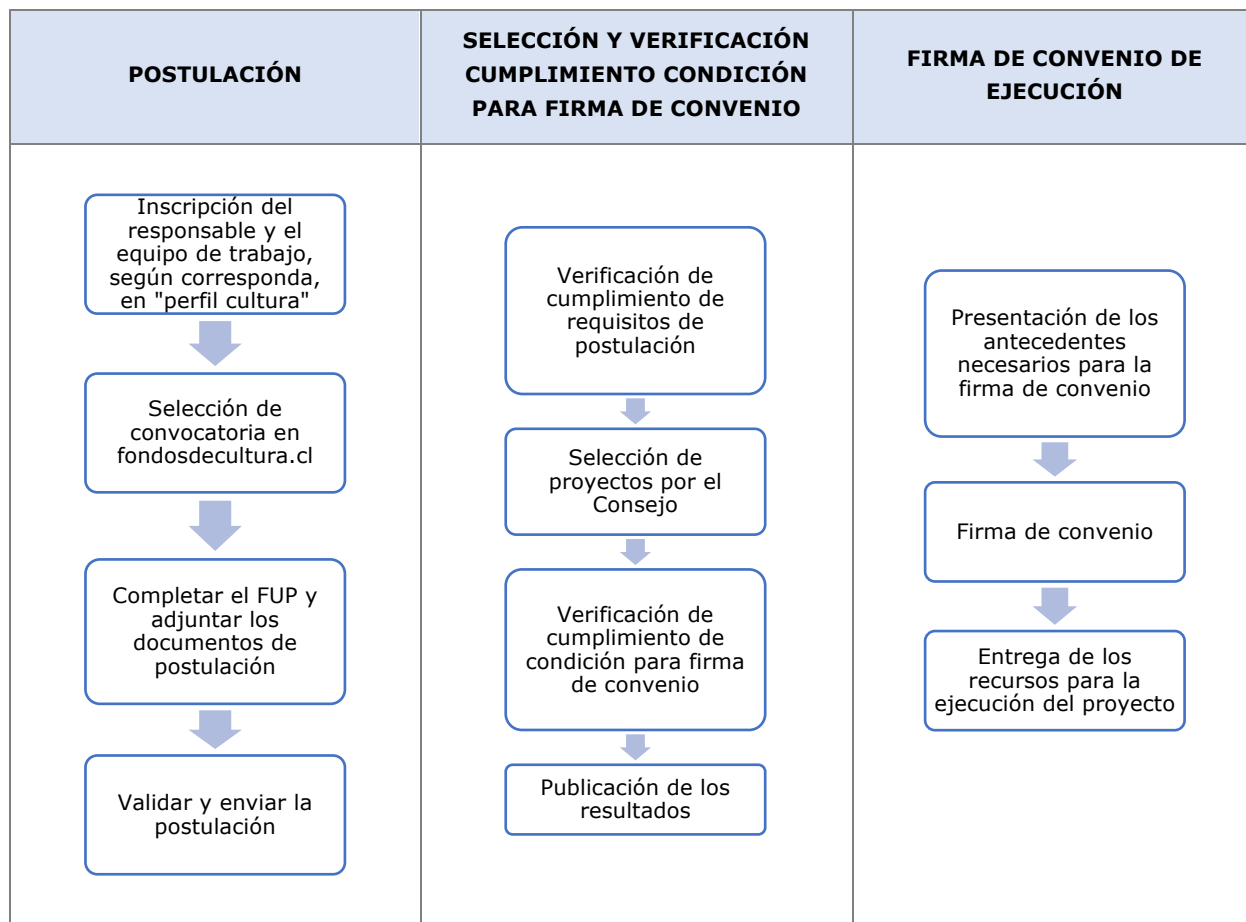 POSTULACIÓN
SELECCIÓN Y VERIFICACIÓN
CUMPLIMIENTO CONDICIÓN
PARA FIRMA DE CONVENIO
FIRMA DE CONVENIO DE
EJECUCIÓN
Inscripción del
responsable y el
equipo de trabajo,
según corresponda,
en "perfil cultura"
Selección de
convocatoria en
fondosdecultura.cl
Completar el FUP y
adjuntar los
documentos de
postulación
Validar y enviar la
postulación
Verificación de
cumplimiento de
requisitos de
postulación
Selección de
proyectos por el
Consejo
Verificación de
cumplimiento de
condición para firma
de convenio
Publicación de los
resultados
Presentación de los
antecedentes
necesarios para la
firma de convenio
Firma de convenio
Entrega de los
recursos para la
ejecución del proyecto